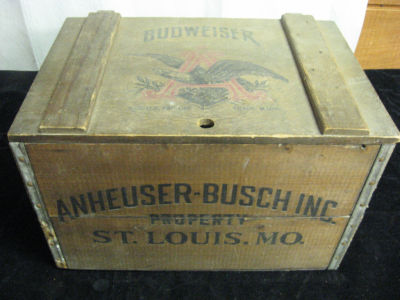 BUDWEISER
ANHEUSER-BUSCH INC.
PROPERTY
ST. LOUIS. MO.